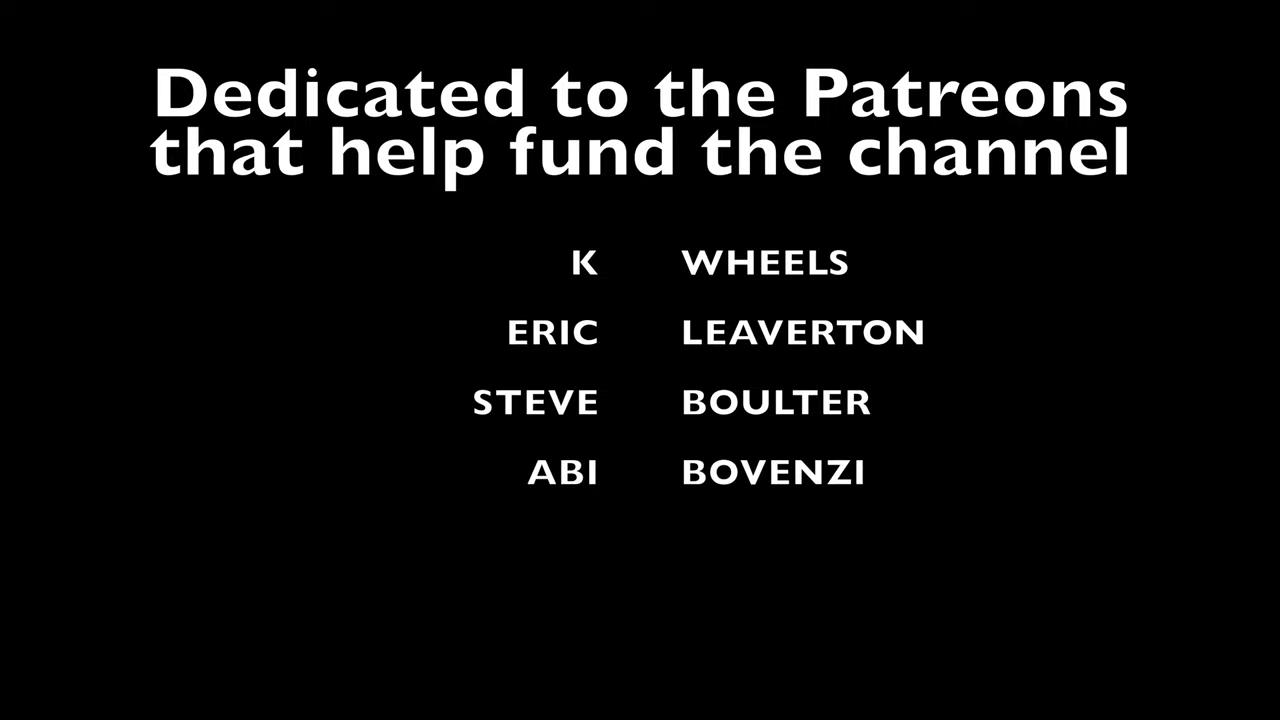 Dedicated to the Patreons
that help fund the channel
K WHEELS
ERIC LEAVERTON
STEVE BOULTER
ABI BOVENZI